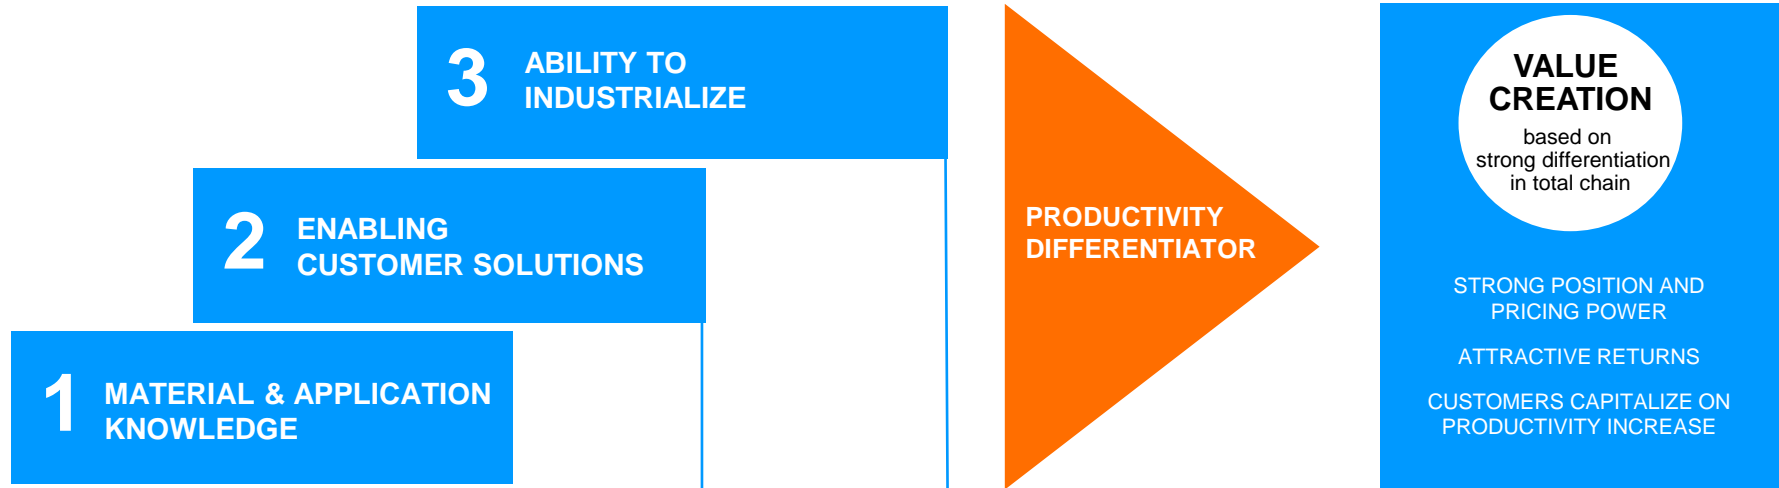 3
ABILITY TO
INDUSTRIALIZE
2
ENABLING
CUSTOMER SOLUTIONS
1
MATERIAL & APPLICATION
KNOWLEDGE
PRODUCTIVITY
DIFFERENTIATOR
VALUE
CREATION
based on
strong differentiation
in total chain
STRONG POSITION AND
PRICING POWER
ATTRACTIVE RETURNS
CUSTOMERS CAPITALIZE ON
PRODUCTIVITY INCREASE